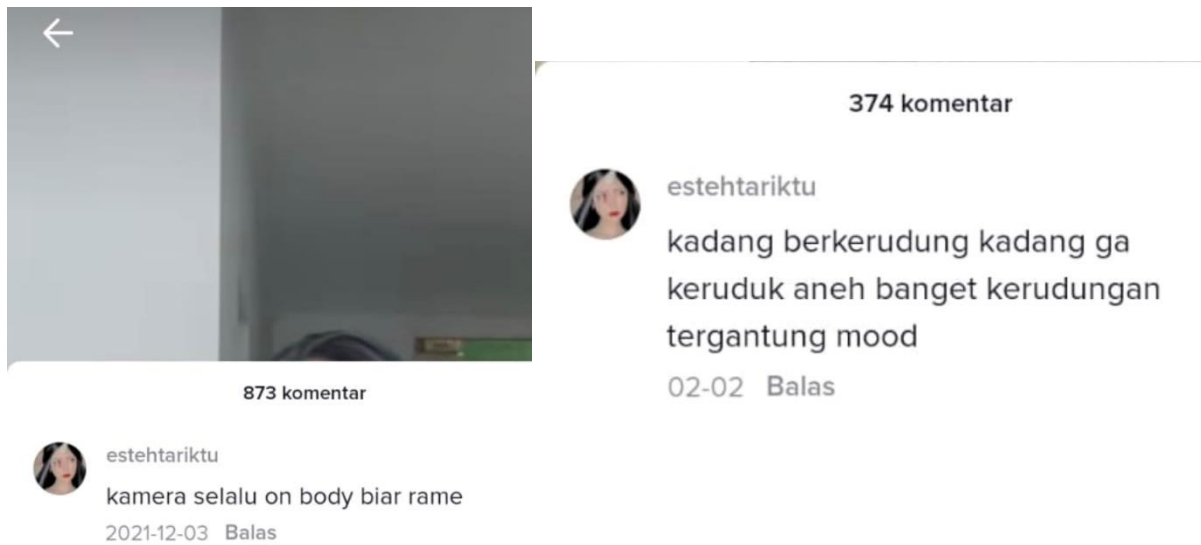 873 komentar
estehtariktu
kamera selalu on body biar rame
2021-12-03 Balas
374 komentar
estehtariktu
kadang berkerudung kadang ga
keruduk aneh banget kerudungan
tergantung mood
02-02 Balas